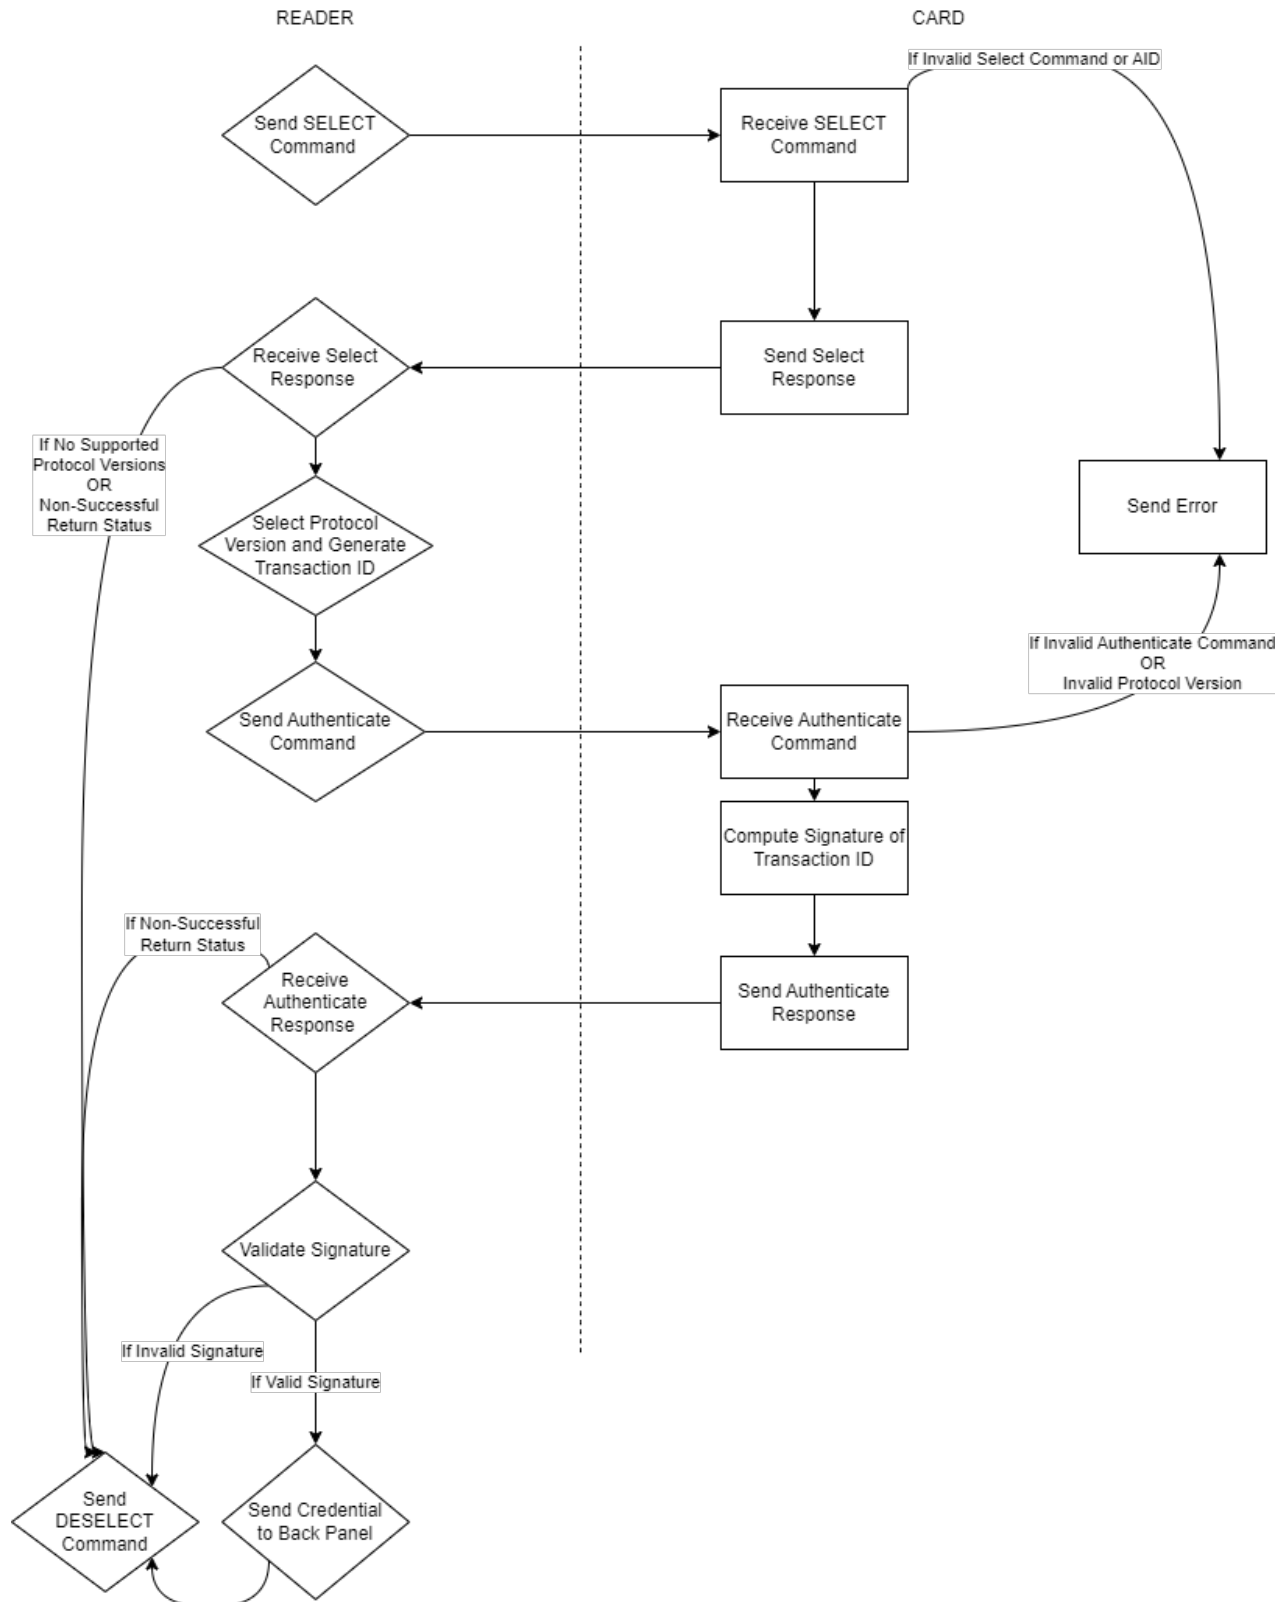 READER
CARD
If Invalid Select Command or AID
Send SELECT
Command
Receive SELECT
Command
Receive Select
Response
Send Select
Response
If No Supported
Protocol Versions
OR
Non-Successful
Return Status
Send Error
Select Protocol
Version and Generate
Transaction ID
If Invalid Authenticate Command
OR
Invalid Protocol Version
Send Authenticate
Command
Receive Authenticate
Command
Compute Signature of
Transaction ID
If Non-Successful
Return Status
Receive
Authenticate
Response
Send Authenticate
Response
Validate Signature
If Invalid Signature
If Valid Signature
Send
DESELECT
Command
Send Credential
to Back Panel